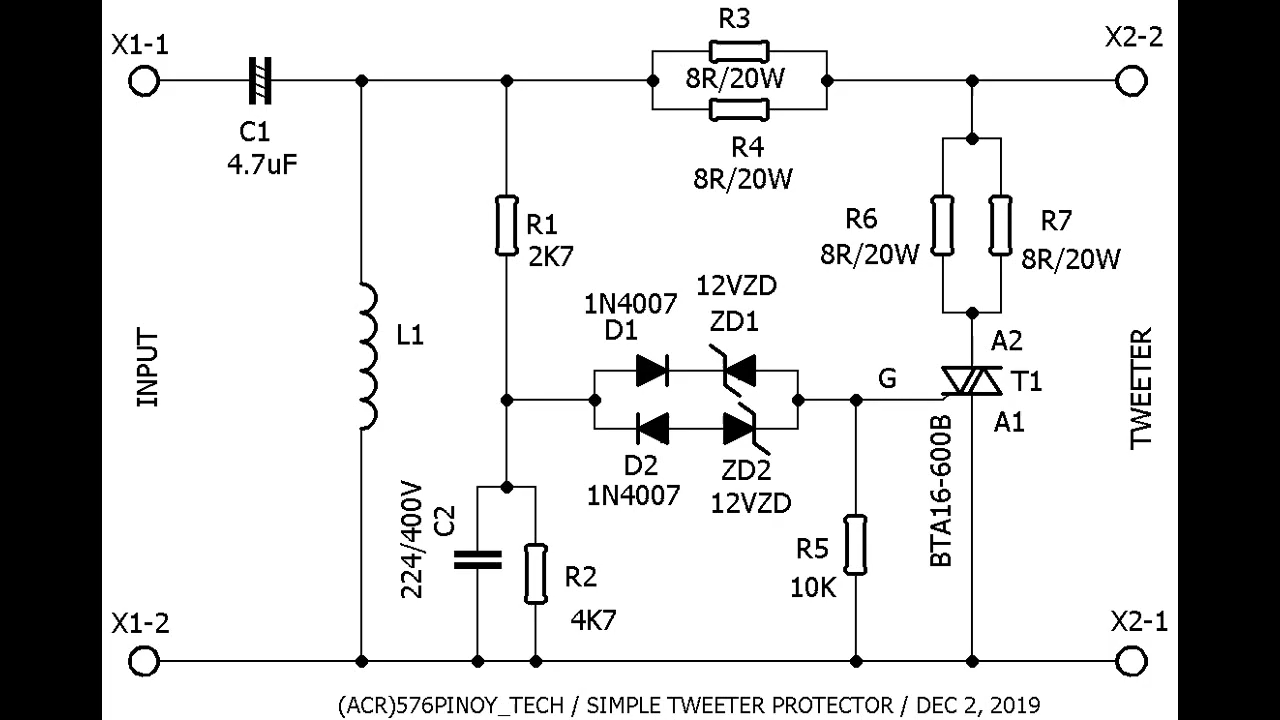 R3
X1-1
X2-2
8R/20W
C1
4.7uF
R4
8R/20W
R1
2K7
R6
8R/20W
R7
8R/20W
1N4007
D1
12VZD
ZD1
L1
INPUT
A2
G
T1
A1
TWEETER
D2
1N4007
ZD2
12VZD
BTA16-600B
224/400V
C2
R2
4K7
R5
10K
X1-2
X2-1
(ACR)576PINOY_TECH / SIMPLE TWEETER PROTECTOR / DEC 2, 2019